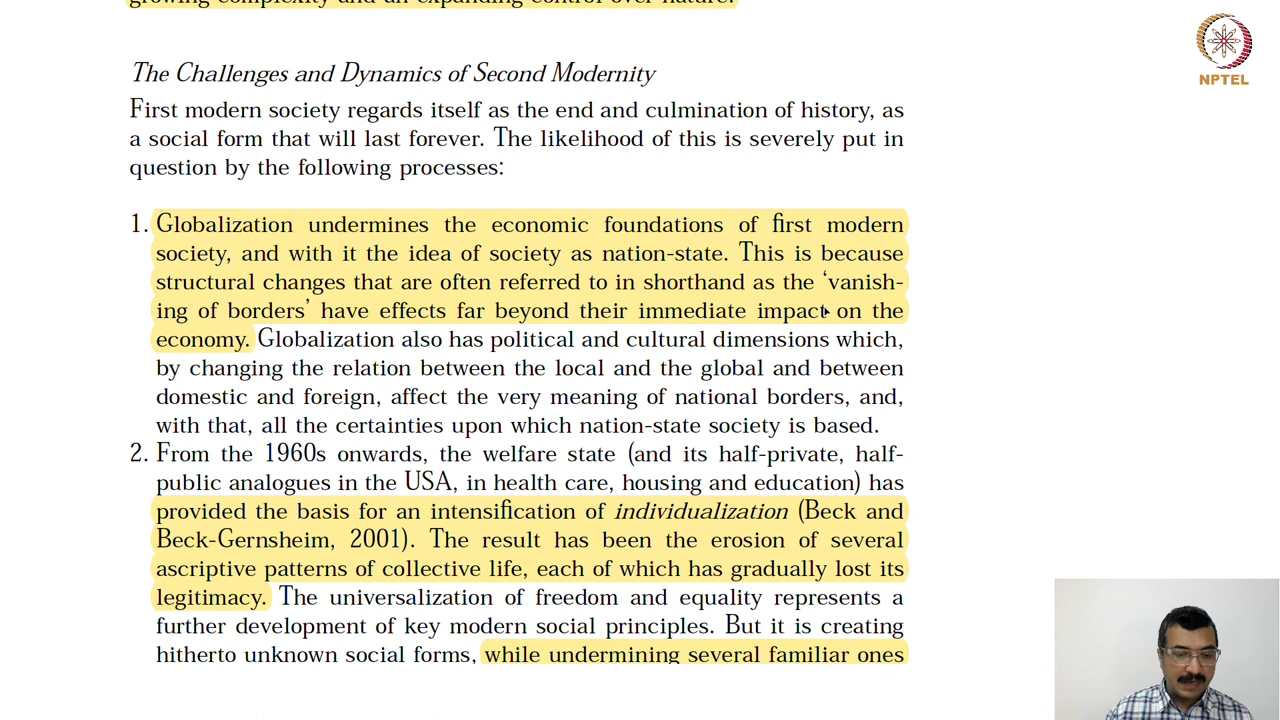 growing complexity and an expanding control over nature.
NPTEL
The Challenges and Dynamics of Second Modernity
First modern society regards itself as the end and culmination of history, as
a social form that will last forever. The likelihood of this is severely put in
question by the following processes:
1. Globalization undermines the economic foundations of first modern
society, and with it the idea of society as nation-state. This is because
structural changes that are often referred to in shorthand as the ‘vanish-
ing of borders’ have effects far beyond their immediate impact on the
economy. Globalization also has political and cultural dimensions which,
by changing the relation between the local and the global and between
domestic and foreign, affect the very meaning of national borders, and,
with that, all the certainties upon which nation-state society is based.
2. From the 1960s onwards, the welfare state (and its half-private, half-
public analogues in the USA, in health care, housing and education) has
provided the basis for an intensification of individualization (Beck and
Beck-Gernsheim, 2001). The result has been the erosion of several
ascriptive patterns of collective life, each of which has gradually lost its
legitimacy. The universalization of freedom and equality represents a
further development of key modern social principles. But it is creating
hitherto unknown social forms, while undermining several familiar ones